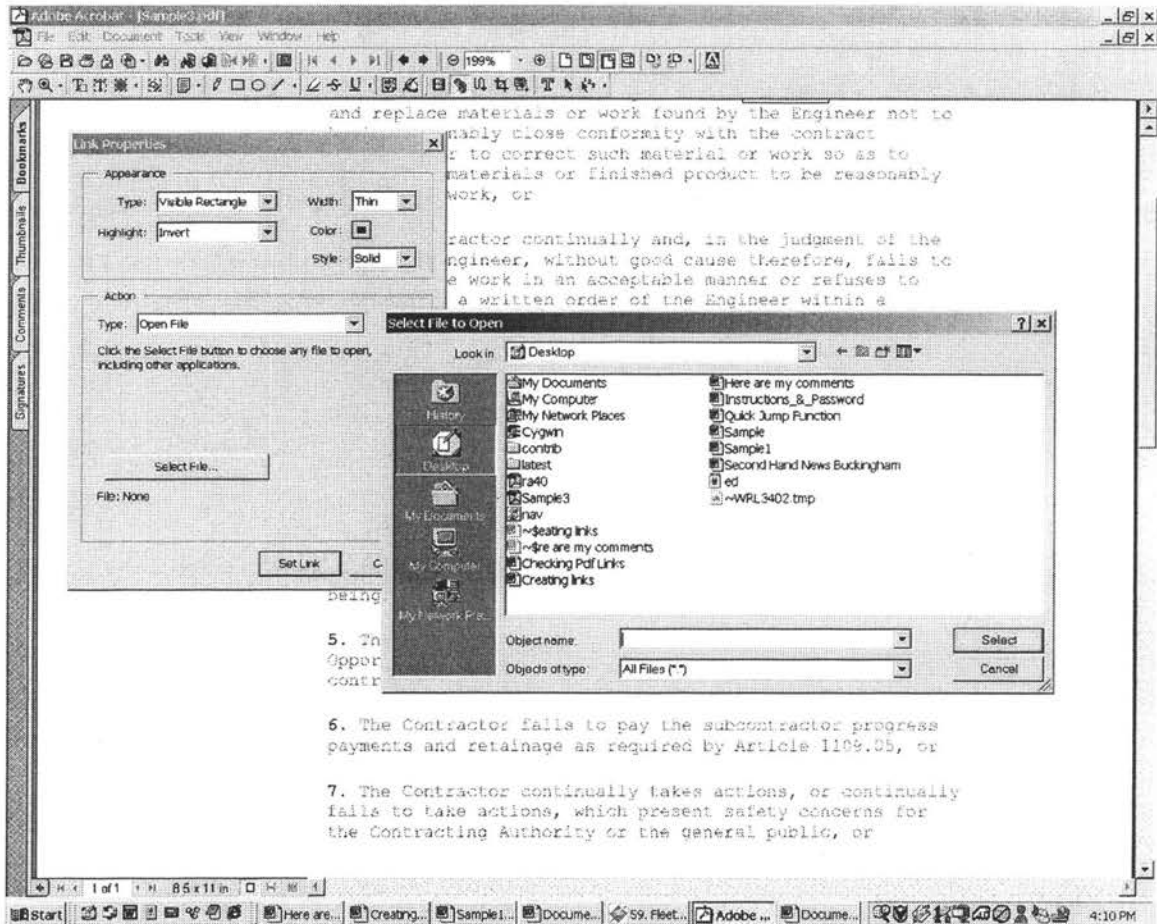 Adobe Acrobat - [Sample3.pdf]
File Edit Document Tools View Window Help
199%
Bookmarks
Thumbnails
Comments
Signatures
and replace materials or work found by the Engineer not to
nably close conformity with the contract
r to correct such material or work so as to
materials or finished product to be reasonably
work, or
ractor continually and, in the judgment of the
ngineer, without good cause therefore, fails to
e work in an acceptable manner or refuses to
a written order of the Engineer within a
Link Properties
Appearance
Type: Visible Rectangle Width: Thin
Highlight: Invert Color:
Style: Solid
Action
Type: Open File
Click the Select File button to choose any file to open,
including other applications.
Select File...
File: None
Set Link C
Select File to Open
Look in Desktop
History
Desktop
My Documents
My Computer
My Network Pla...
My Documents
My Computer
My Network Places
Cygwin
contrib
latest
ra40
Sample3
nav
~$eating links
~$re are my comments
Checking Pdf Links
Creating links
Here are my comments
Instructions_&_Password
Quick Jump Function
Sample
Sample1
Second Hand News Buckingham
ed
~WRL3402.tmp
Object name: Select
Objects of type: All Files (*.*) Cancel
being
5. Th
Oppor
contr
6. The Contractor fails to pay the subcontractor progress
payments and retainage as required by Article 1109.05, or
7. The Contractor continually takes actions, or continually
fails to take actions, which present safety concerns for
the Contracting Authority or the general public, or
1 of 1 8.5 x 11 in
Start Here are... Creating... Sample1... Docume... S9. Fleet... Adobe ... Docume... 4:10 PM